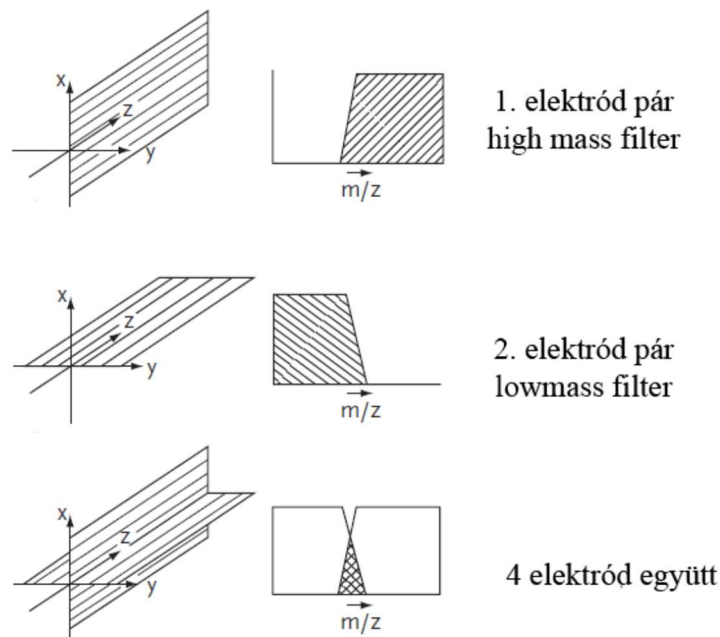 x
z
y
m/z
1. elektród pár
high mass filter
x
z
y
m/z
2. elektród pár
lowmass filter
x
z
y
m/z
4 elektród együtt